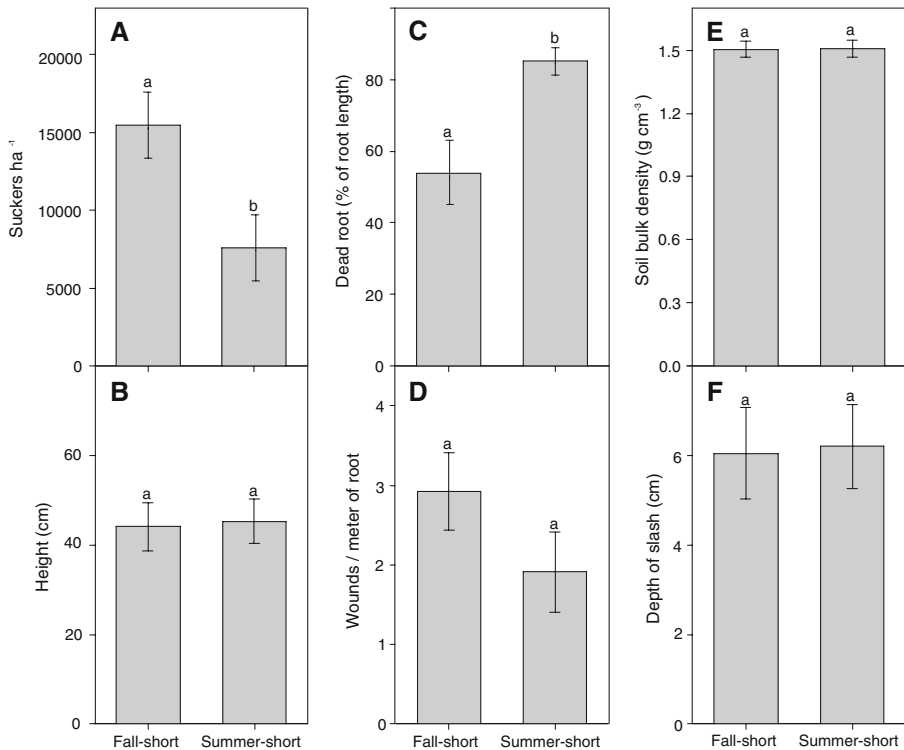 A
Suckers ha⁻¹
20000
15000
10000
5000
0
a
b
B
Height (cm)
60
40
20
0
a
a
Fall-short Summer-short
C
Dead root (% of root length)
80
60
40
20
0
a
b
D
Wounds / meter of root
4
3
2
1
0
a
a
Fall-short Summer-short
E
Soil bulk density (g cm⁻³)
1.5
1.2
0.9
0.6
0.3
0.0
a
a
F
Depth of slash (cm)
6
4
2
0
a
a
Fall-short Summer-short